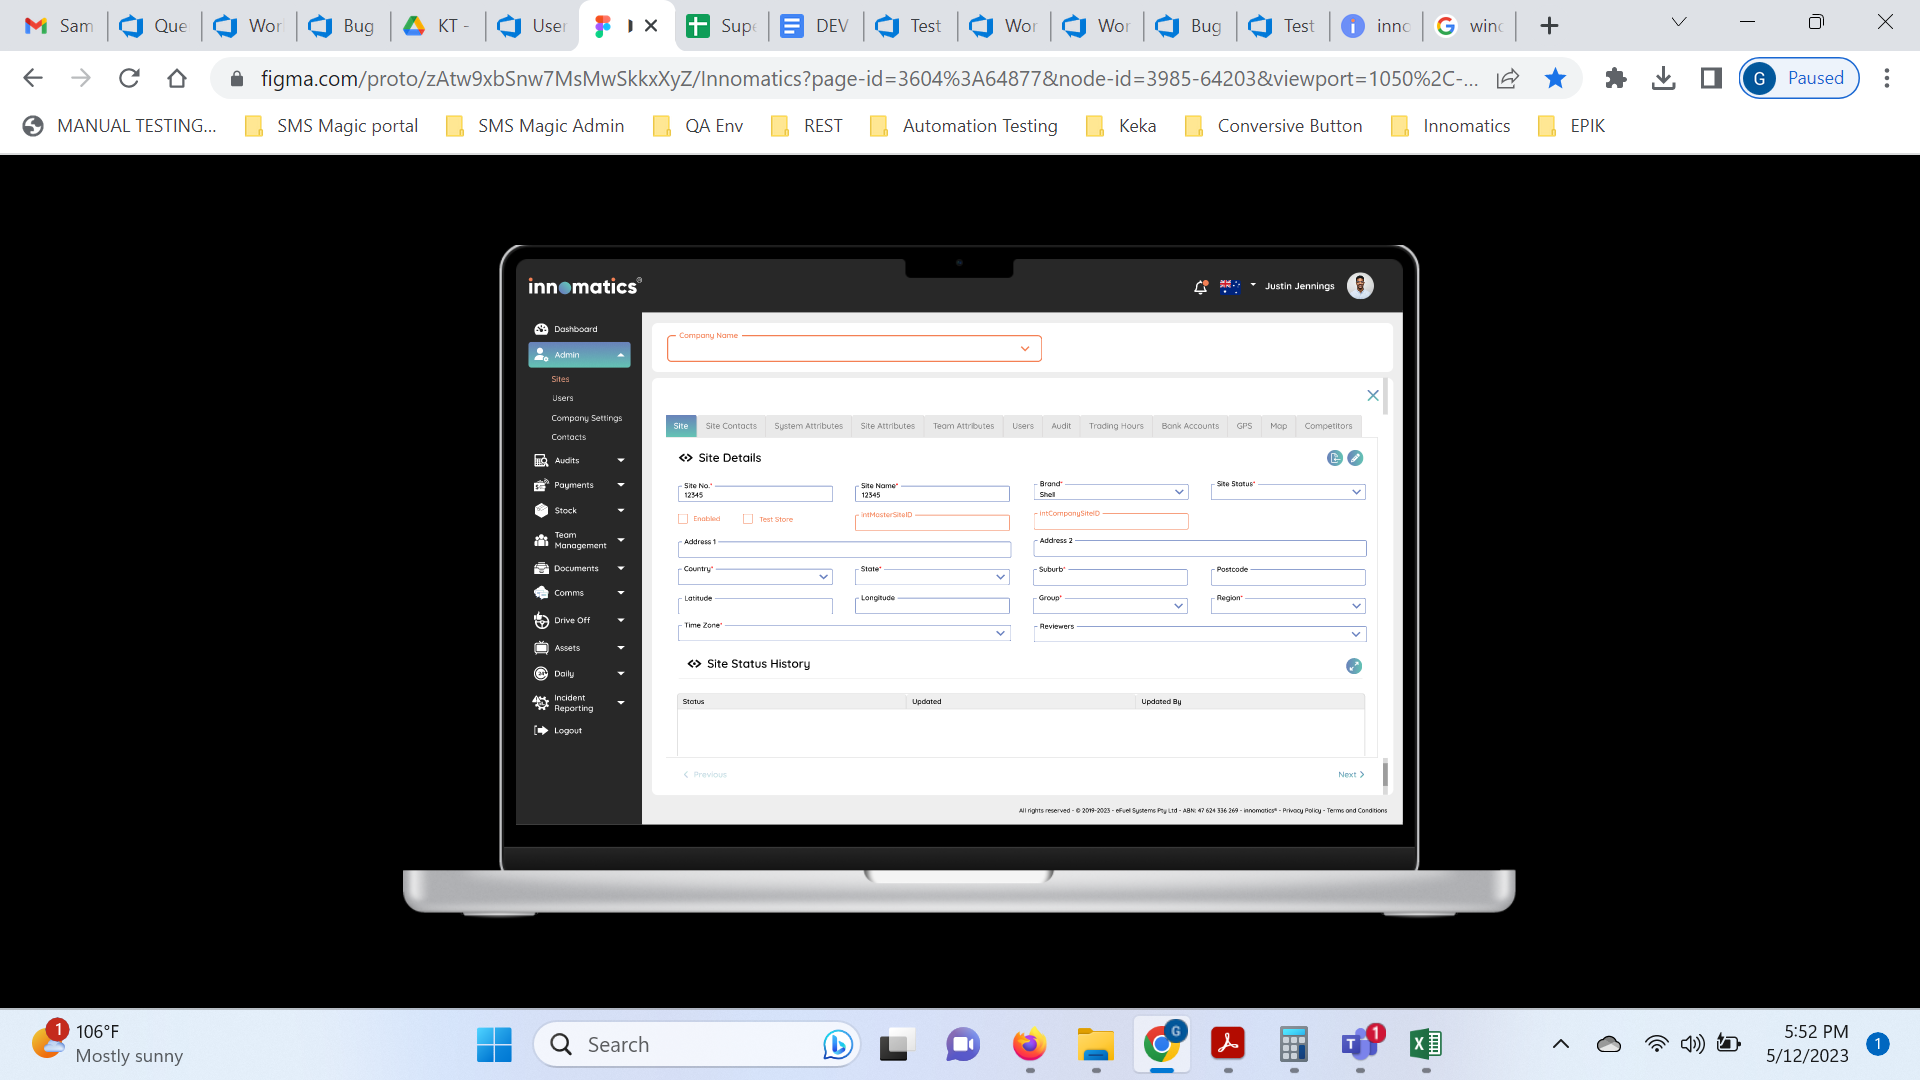 Sam
Que
Wor
Bug
KT -
User
Supe
DEV
Test
Wor
Wor
Bug
Test
inno
winc
figma.com/proto/zAtw9xbSnw7MsMwSkkxXyZ/Innomatics?page-id=3604%3A64877&node-id=3985-64203&viewport=1050%2C-...
G Paused
MANUAL TESTING...
SMS Magic portal
SMS Magic Admin
QA Env
REST
Automation Testing
Keka
Conversive Button
Innomatics
EPIK
innomatics®
Justin Jennings
Dashboard
Admin
Sites
Users
Company Settings
Contacts
Audits
Payments
Stock
Team
Management
Documents
Comms
Drive Off
Assets
Daily
Incident
Reporting
Logout
Company Name
Site
Site Contacts
System Attributes
Site Attributes
Team Attributes
Users
Audit
Trading Hours
Bank Accounts
GPS
Map
Competitors
Site Details
Site No.*
12345
Site Name*
12345
Brand*
Shell
Site Status*
Enabled
Test Store
intMasterSiteID
intCompanySiteID
Address 1
Address 2
Country*
State*
Suburb*
Postcode
Latitude
Longitude
Group*
Region*
Time Zone*
Reviewers
Site Status History
Status
Updated
Updated By
Previous
Next
All rights reserved - © 2019-2023 - eFuel Systems Pty Ltd - ABN: 47 624 336 269 - innomatics® - Privacy Policy - Terms and Conditions
1
106°F
Mostly sunny
Search
G
1
5:52 PM
5/12/2023
1